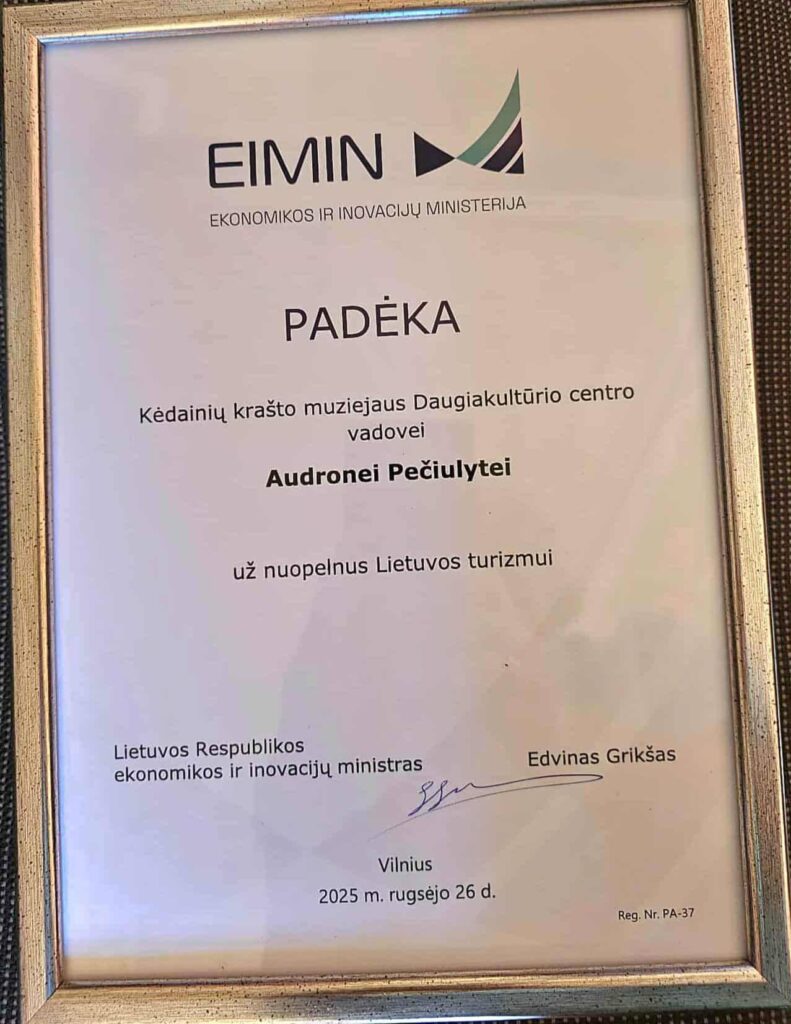 EIMIN
EKONOMIKOS IR INOVACIJŲ MINISTERIJA
PADĖKA
Kėdainių krašto muziejaus Daugiakultūrio centro
vadovei
Audronei Pečiulytei
už nuopelnus Lietuvos turizmui
Lietuvos Respublikos
ekonomikos ir inovacijų ministras
Edvinas Grikšas
Vilnius
2025 m. rugsėjo 26 d.
Reg. Nr. PA-37